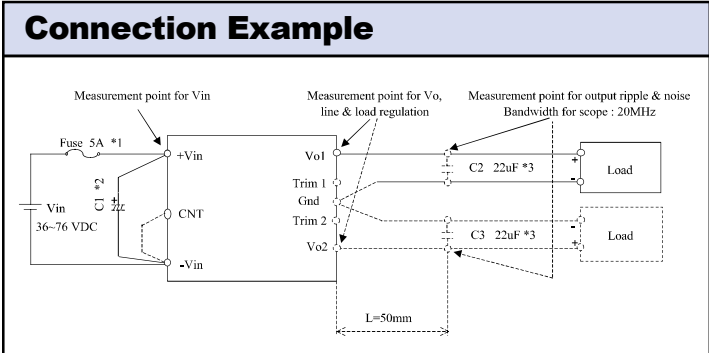 Connection Example
Measurement point for Vin
Measurement point for Vo,
line & load regulation
Measurement point for output ripple & noise
Bandwidth for scope : 20MHz
Fuse 5A *1
+Vin
Vo1
C2 22uF *3
+
-
Load
Trim 1
C1 *2
+
Gnd
CNT
Vin
36~76 VDC
Trim 2
C3 22uF *3
-
+
Load
Vo2
-Vin
L=50mm